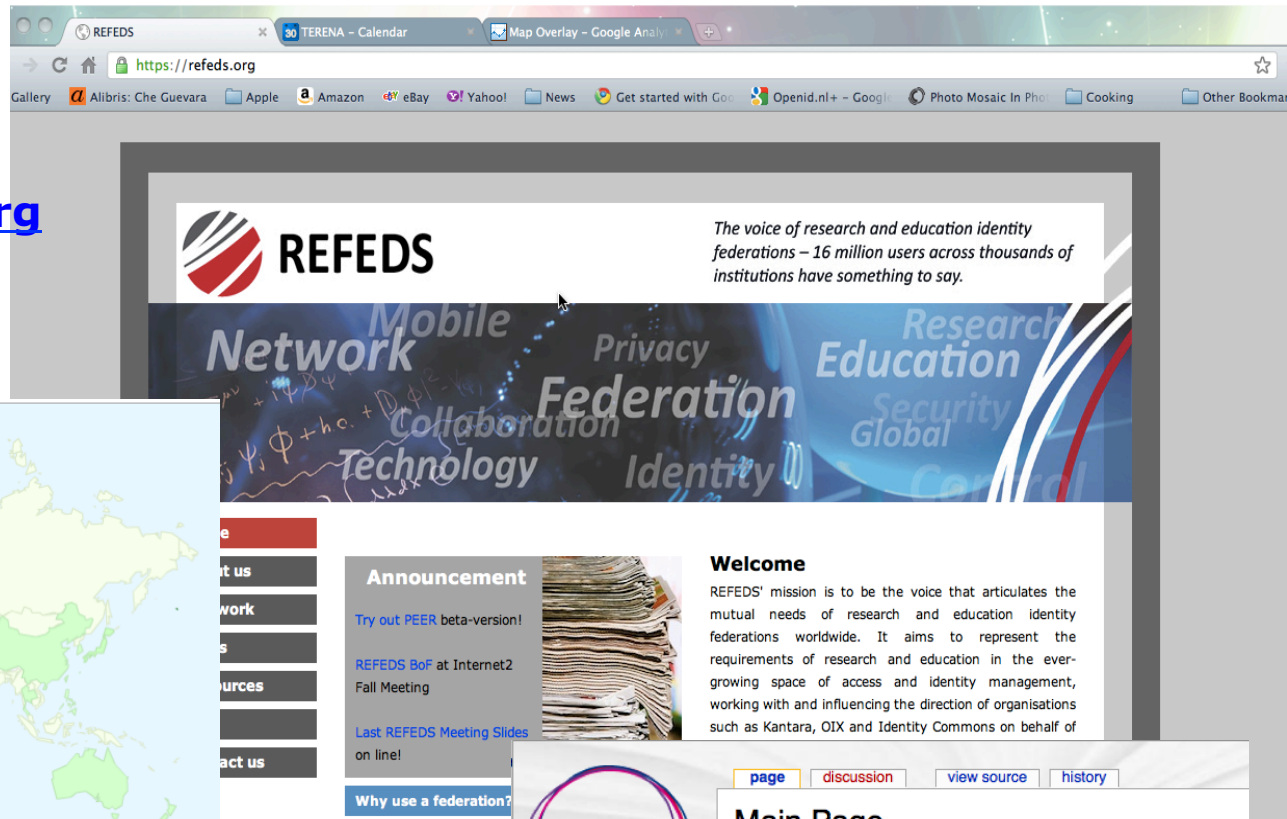 REFEDS
30 TERENA – Calendar
Map Overlay – Google Analy
https://refeds.org
Gallery
a Alibris: Che Guevara
Apple
a Amazon
eBY eBay
Y! Yahoo!
News
Get started with Goo
Openid.nl+ – Google
Photo Mosaic In Pho
Cooking
Other Bookmar
rg
REFEDS
The voice of research and education identity
federations – 16 million users across thousands of
institutions have something to say.
Mobile
Network
Privacy
Federation
Collaboration
Technology
Identity
Research
Education
Security
Global
Control
e
t us
work
s
urces
act us
Announcement
Try out PEER beta-version!
REFEDS BoF at Internet2
Fall Meeting
Last REFEDS Meeting Slides
on line!
Why use a federation?
Welcome
REFEDS' mission is to be the voice that articulates the
mutual needs of research and education identity
federations worldwide. It aims to represent the
requirements of research and education in the ever-
growing space of access and identity management,
working with and influencing the direction of organisations
such as Kantara, OIX and Identity Commons on behalf of
page
discussion
view source
history
Main Page